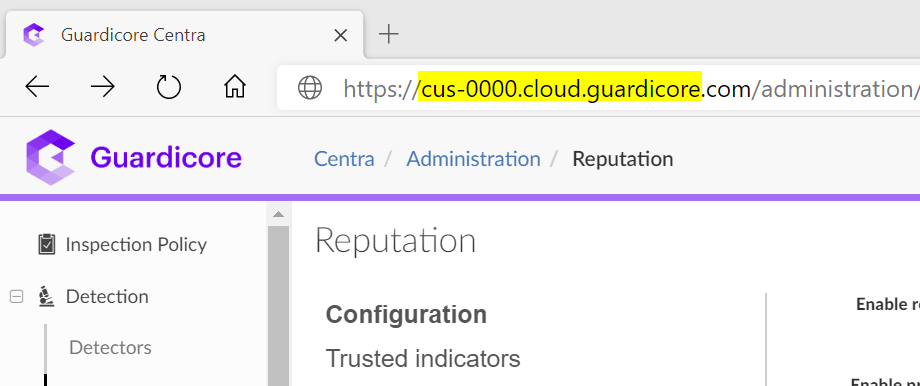 Guardicore Centra
https://cus-0000.cloud.guardicore.com/administration/
Guardicore
Centra / Administration / Reputation
Inspection Policy
Detection
Detectors
Reputation
Configuration
Trusted indicators
Enable